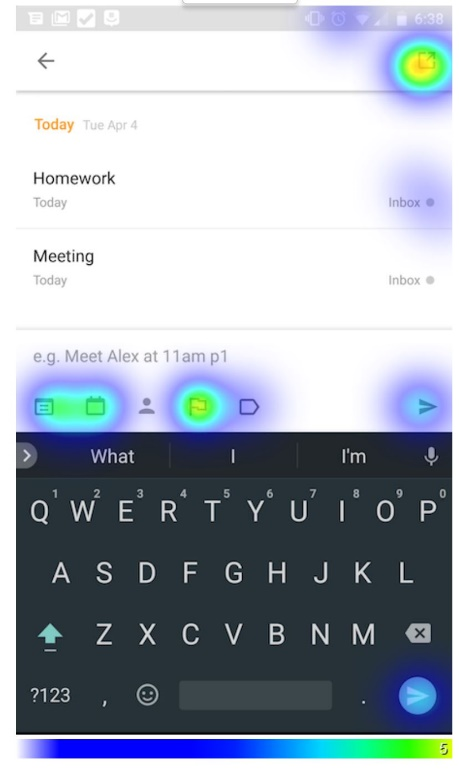 6:38
Today Tue Apr 4
Homework
Today Inbox
Meeting
Today Inbox
e.g. Meet Alex at 11am p1
What I I'm
1 2 3 4 5 6 7 8 9 0
Q W E R T Y U I O P
A S D F G H J K L
Z X C V B N M
?123 , .
5